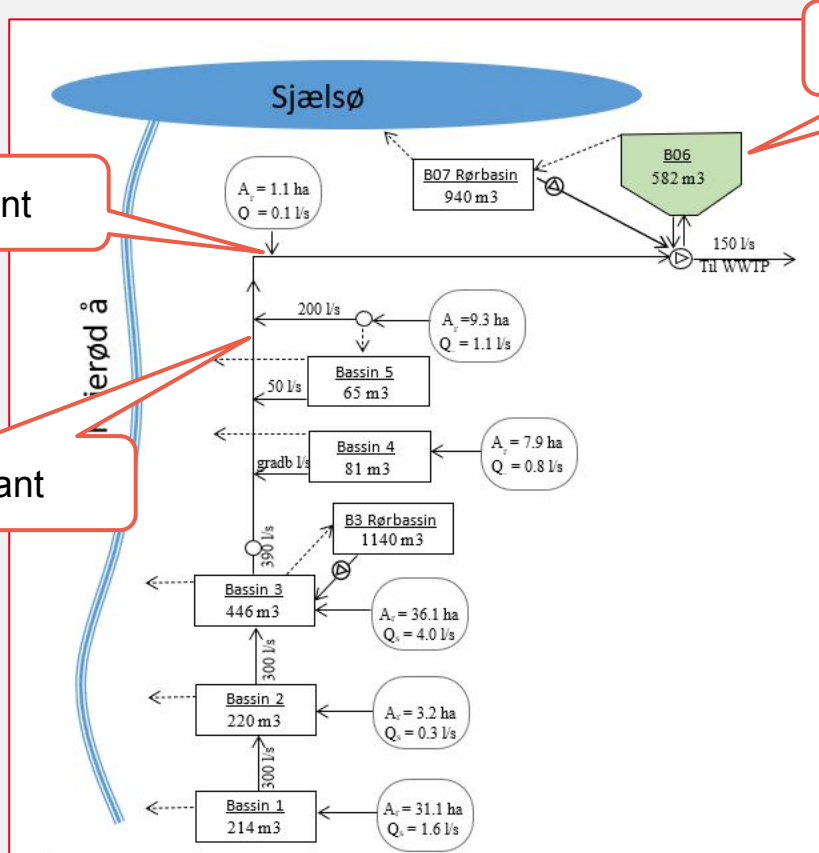 Sjælsø
B06
582 m3
B07 Rørbasin
940 m3
A_r = 1.1 ha
Q = 0.1 l/s
nt
150 l/s
Til WWTP
200 l/s
A_r =9.3 ha
Q_ = 1.1 l/s
Bassin 5
65 m3
50 l/s
jerød å
Bassin 4
81 m3
A_r = 7.9 ha
Q_ = 0.8 l/s
gradb l/s
ant
B3 Rørbassin
1140 m3
390 l/s
Bassin 3
446 m3
A_r = 36.1 ha
Q_s = 4.0 l/s
300 l/s
Bassin 2
220 m3
A_r = 3.2 ha
Q_s = 0.3 l/s
300 l/s
Bassin 1
214 m3
A_r = 31.1 ha
Q_s = 1.6 l/s